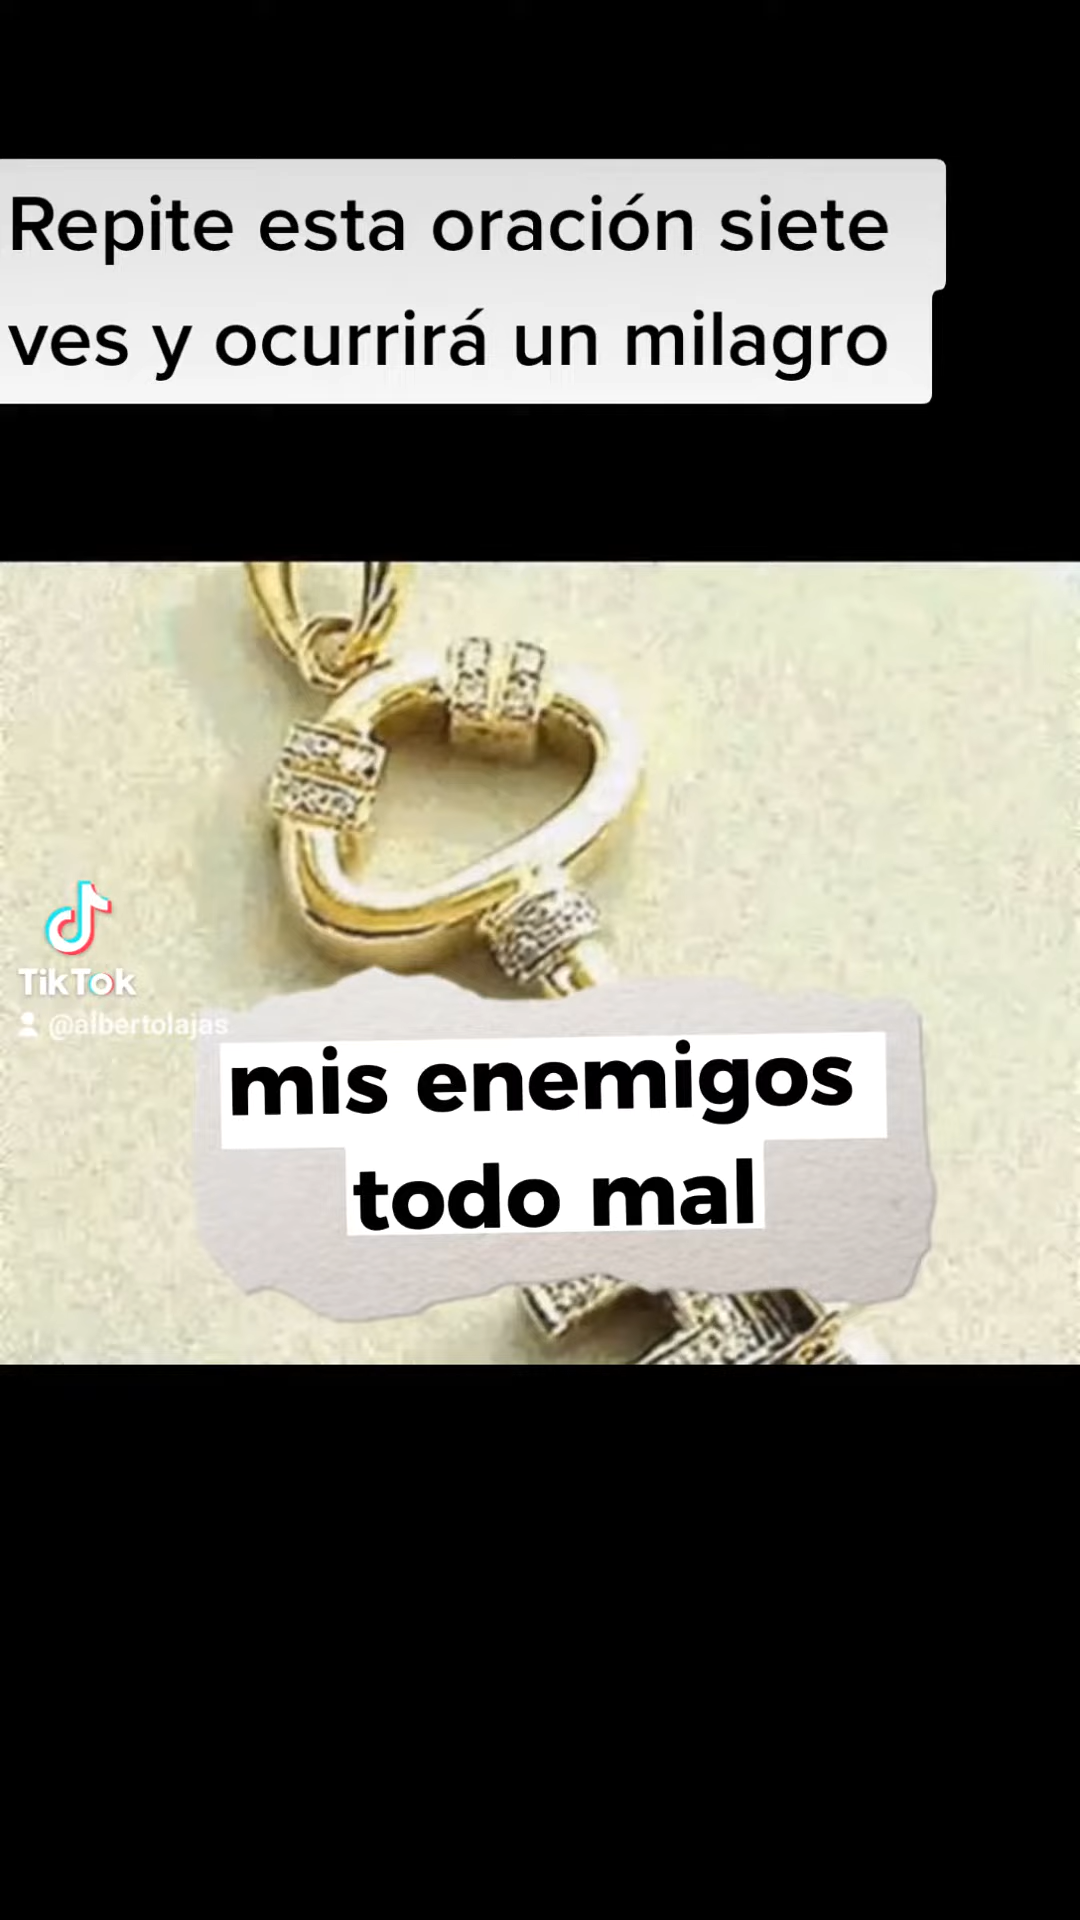 Repite esta oración siete
ves y ocurrirá un milagro
TikTok
@albertolajas
mis enemigos
todo mal